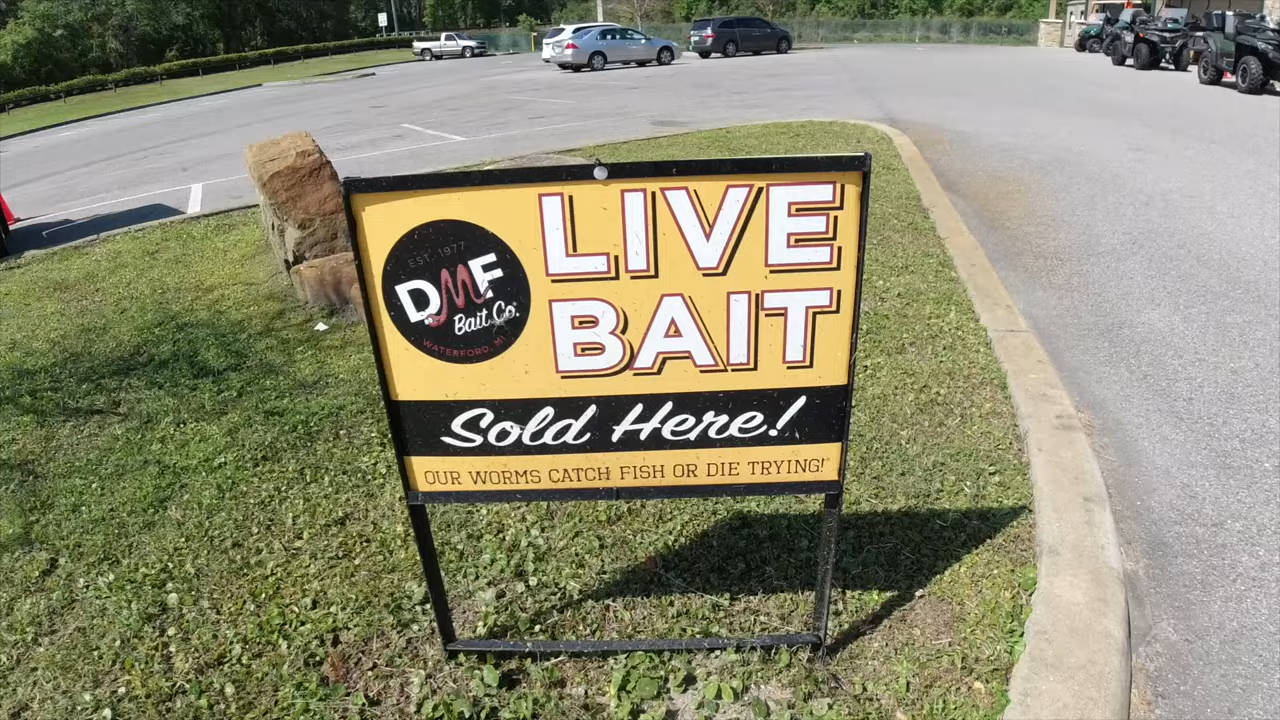 EST. 1977
DMF
Bait Co.
WATERFORD, MI
LIVE
BAIT
Sold Here!
OUR WORMS CATCH FISH OR DIE TRYING!